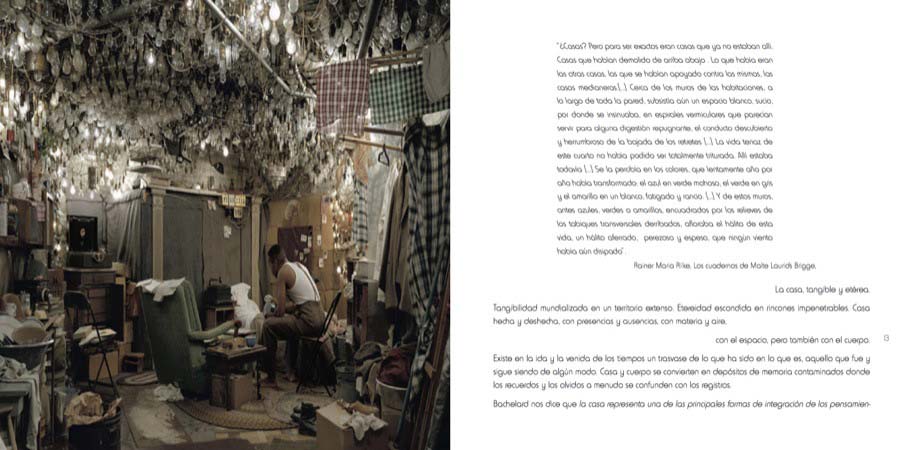 "¿Casas? Pero para ser exactos eran casas que ya no estaban allí.
Casas que habían demolido de arriba abajo . Lo que había eran
las otras casas, las que se habían apoyado contra las mismas, las
casas medianeras.[...] Cerca de los muros de las habitaciones, a
lo largo de toda la pared, subsistía aún un espacio blanco, sucio,
por donde se insinuaba, en espirales vermiculares que parecían
servir para alguna digestión repugnante, el conducto descubierto
y herrumbroso de la bajada de los retretes [...] La vida tenaz de
este cuarto no había podido ser totalmente triturada. Allí estaba
todavía [...] Se la percibía en los colores, que lentamente año por
año había transformado, el azul en verde mohoso, el verde en gris
y el amarillo en un blanco, fatigado y rancio. [...] Y de estos muros,
antes azules, verdes o amarillos, encuadrados por los relieves de
los tabiques transversales derribados, afloraba el hálito de esta
vida, un hálito aferrado, perezoso y espeso, que ningún viento
había aún disipado".
Rainer Maria Rilke, Los cuadernos de Malte Laurids Brigge,
La casa, tangible y etérea.
Tangibilidad mundializada en un territorio extenso. Etereidad escondida en rincones impenetrables. Casa
hecha y deshecha, con presencias y ausencias, con materia y aire,
con el espacio, pero también con el cuerpo.
13
Existe en la ida y la venida de los tiempos un trasvase de lo que ha sido en lo que es, aquello que fue y
sigue siendo de algún modo. Casa y cuerpo se convierten en depósitos de memoria contaminados donde
los recuerdos y los olvidos a menudo se confunden con los registros.
Bachelard nos dice que la casa representa una de las principales formas de integración de los pensamien-